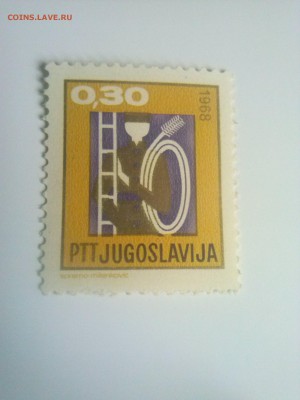 COINS.LAVE.RU
0,30
1968
PTT JUGOSLAVIJA